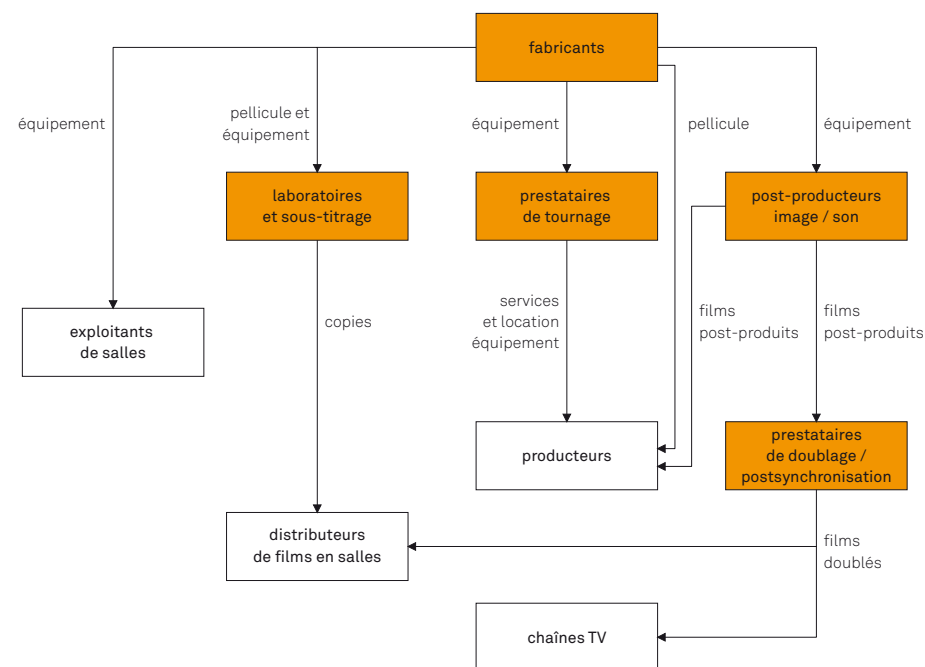 fabricants
équipement
pellicule et
équipement
équipement
pellicule
équipement
laboratoires
et sous-titrage
prestataires
de tournage
post-producteurs
image / son
exploitants
de salles
copies
services
et location
équipement
films
post-produits
films
post-produits
producteurs
prestataires
de doublage /
postsynchronisation
distributeurs
de films en salles
films
doublés
chaînes TV